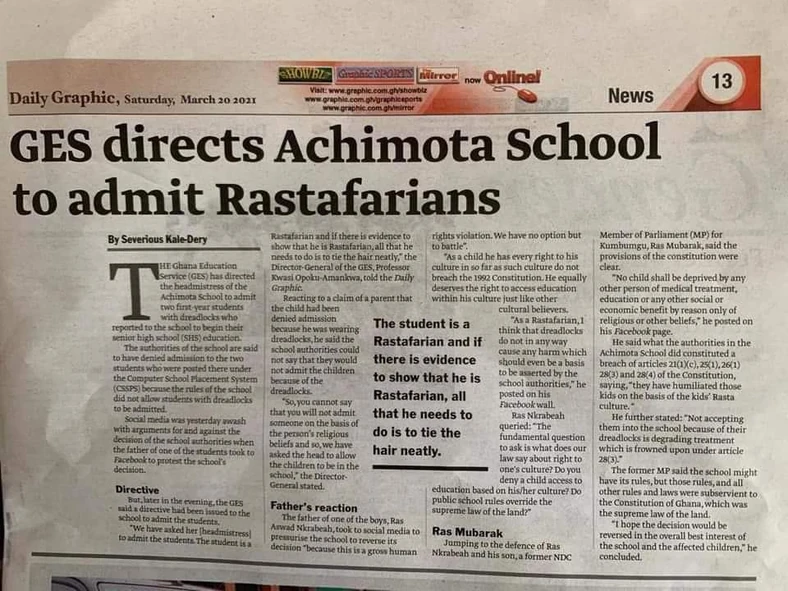 SHOWBIZ Graphic SPORTS The Mirror now Online!
Visit: www.graphic.com.gh/showbiz
www.graphic.com.gh/graphicsports
www.graphic.com.gh/mirror
Daily Graphic, Saturday, March 20 2021
News
13
GES directs Achimota School
to admit Rastafarians
By Severious Kale-Dery
THE Ghana Education
Service (GES) has directed
the headmistress of the
Achimota School to admit
two first-year students
with dreadlocks who
reported to the school to begin their
senior high school (SHS) education.
The authorities of the school are said
to have denied admission to the two
students who were posted there under
the Computer School Placement System
(CSSPS) because the rules of the school
did not allow students with dreadlocks
to be admitted.
Social media was yesterday awash
with arguments for and against the
decision of the school authorities when
the father of one of the students took to
Facebook to protest the school's
decision.
Directive
But, later in the evening, the GES
said a directive had been issued to the
school to admit the students.
"We have asked her [headmistress]
to admit the students. The student is a
Rastafarian and if there is evidence to
show that he is Rastafarian, all that he
needs to do is to tie the hair neatly," the
Director-General of the GES, Professor
Kwasi Opoku-Amankwa, told the Daily
Graphic.
Reacting to a claim of a parent that
the child had been
denied admission
because he was wearing
dreadlocks, he said the
school authorities could
not say that they would
not admit the children
because of the
dreadlocks.
"So, you cannot say
that you will not admit
someone on the basis of
the person's religious
beliefs and so, we have
asked the head to allow
the children to be in the
school," the Director-
General stated.
Father's reaction
The father of one of the boys, Ras
Aswad Nkrabeah, took to social media to
pressurise the school to reverse its
decision "because this is a gross human
The student is a
Rastafarian and if
there is evidence
to show that he is
Rastafarian, all
that he needs to
do is to tie the
hair neatly.
rights violation. We have no option but
to battle".
"As a child he has every right to his
culture in so far as such culture do not
breach the 1992 Constitution. He equally
deserves the right to access education
within his culture just like other
cultural believers.
"As a Rastafarian, I
think that dreadlocks
do not in any way
cause any harm which
should even be a basis
to be asserted by the
school authorities," he
posted on his
Facebook wall.
Ras Nkrabeah
queried: "The
fundamental question
to ask is what does our
law say about right to
one's culture? Do you
deny a child access to
education based on his/her culture? Do
public school rules override the
supreme law of the land?"
Ras Mubarak
Jumping to the defence of Ras
Nkrabeah and his son, a former NDC
Member of Parliament (MP) for
Kumbumgu, Ras Mubarak, said the
provisions of the constitution were
clear.
"No child shall be deprived by any
other person of medical treatment,
education or any other social or
economic benefit by reason only of
religious or other beliefs," he posted on
his Facebook page.
He said what the authorities in the
Achimota School did constituted a
breach of articles 21(1)(c), 25(1), 26(1)
28(3) and 28(4) of the Constitution,
saying, "they have humiliated those
kids on the basis of the kids' Rasta
culture."
He further stated: "Not accepting
them into the school because of their
dreadlocks is degrading treatment
which is frowned upon under article
28(3)."
The former MP said the school might
have its rules, but those rules, and all
other rules and laws were subservient to
the Constitution of Ghana, which was
the supreme law of the land.
"I hope the decision would be
reversed in the overall best interest of
the school and the affected children," he
concluded.